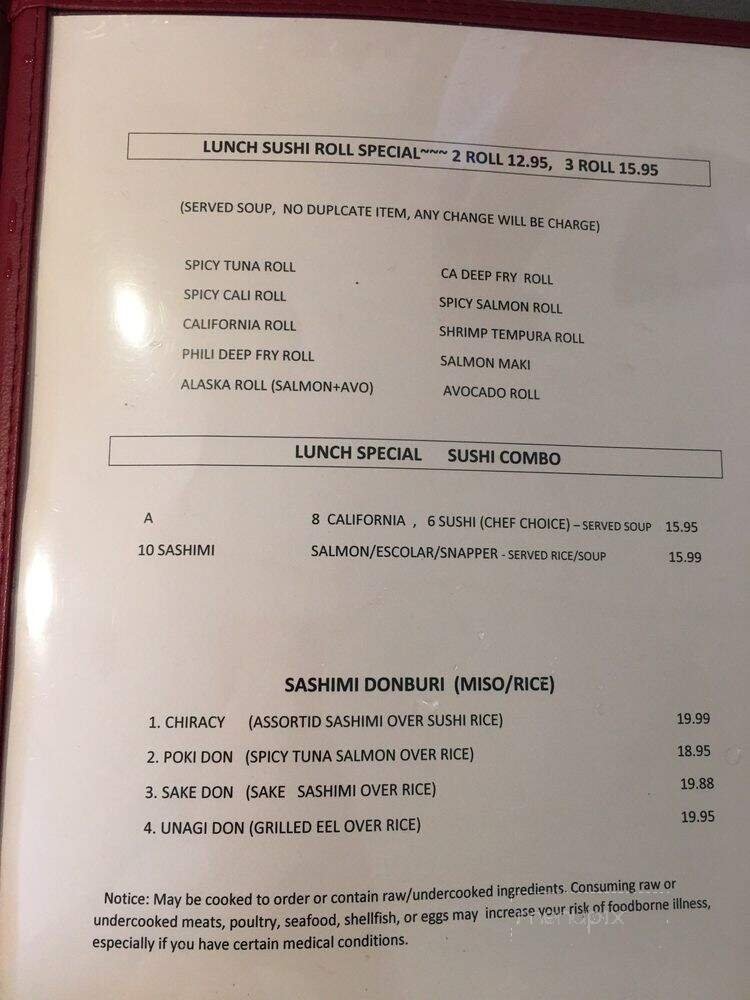 LUNCH SUSHI ROLL SPECIAL~~~ 2 ROLL 12.95, 3 ROLL 15.95
(SERVED SOUP, NO DUPLCATE ITEM, ANY CHANGE WILL BE CHARGE)
SPICY TUNA ROLL
SPICY CALI ROLL
CALIFORNIA ROLL
PHILI DEEP FRY ROLL
ALASKA ROLL (SALMON+AVO)
CA DEEP FRY ROLL
SPICY SALMON ROLL
SHRIMP TEMPURA ROLL
SALMON MAKI
AVOCADO ROLL
LUNCH SPECIAL SUSHI COMBO
A 8 CALIFORNIA , 6 SUSHI (CHEF CHOICE) – SERVED SOUP 15.95
10 SASHIMI SALMON/ESCOLAR/SNAPPER - SERVED RICE/SOUP 15.99
SASHIMI DONBURI (MISO/RICE)
1. CHIRACY (ASSORTID SASHIMI OVER SUSHI RICE) 19.99
2. POKI DON (SPICY TUNA SALMON OVER RICE) 18.95
3. SAKE DON (SAKE SASHIMI OVER RICE) 19.88
4. UNAGI DON (GRILLED EEL OVER RICE) 19.95
Notice: May be cooked to order or contain raw/undercooked ingredients. Consuming raw or
undercooked meats, poultry, seafood, shellfish, or eggs may increase your risk of foodborne illness,
especially if you have certain medical conditions.
menupix